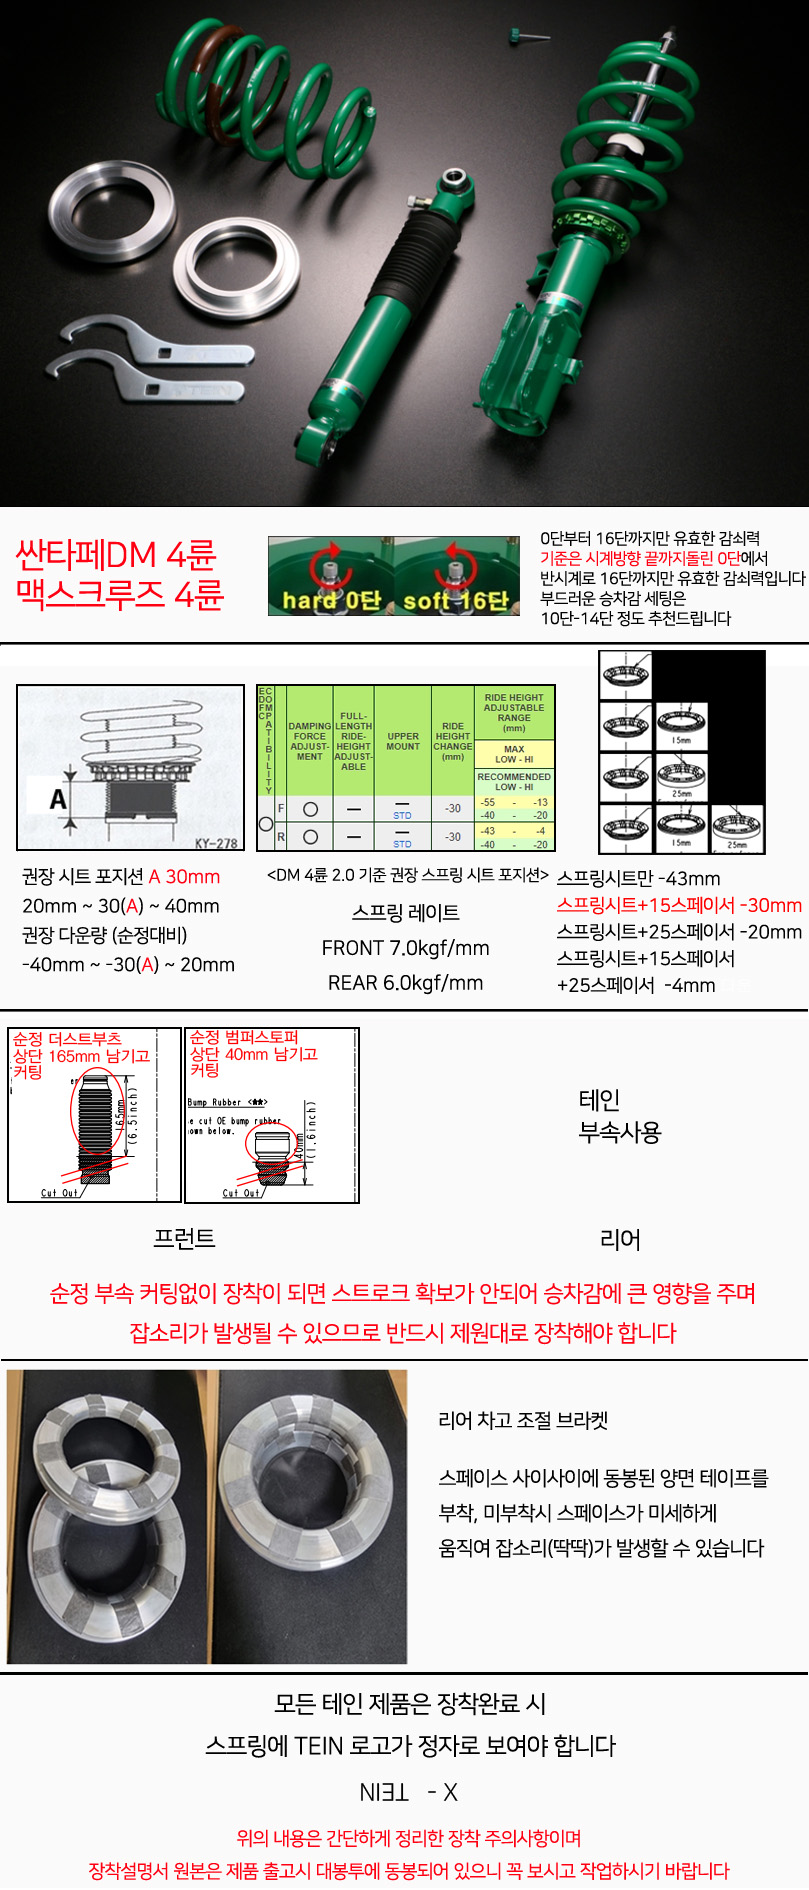 싼타페DM 4륜
맥스크루즈 4륜
hard 0단
soft 16단
0단부터 16단까지만 유효한 감쇠력
기준은 시계방향 끝까지돌린 0단에서
반시계로 16단까지만 유효한 감쇠력입니다
부드러운 승차감 세팅은
10단-14단 정도 추천드립니다
A
KY-278
권장 시트 포지션 A 30mm
20mm ~ 30(A) ~ 40mm
권장 다운량 (순정대비)
-40mm ~ -30(A) ~ 20mm
EDFC COMPATIBILITY
DAMPING FORCE ADJUST-MENT
FULL-LENGTH RIDE-HEIGHT ADJUST-ABLE
UPPER MOUNT
RIDE HEIGHT CHANGE (mm)
RIDE HEIGHT ADJUSTABLE RANGE (mm)
MAX LOW - HI
RECOMMENDED LOW - HI
F ○ — — STD -30 -55 - -13
-40 - -20
○
R ○ — — STD -30 -43 - -4
-40 - -20
<DM 4륜 2.0 기준 권장 스프링 시트 포지션>
스프링 레이트
FRONT 7.0kgf/mm
REAR 6.0kgf/mm
15mm
25mm
15mm 25mm
스프링시트만 -43mm
스프링시트+15스페이서 -30mm
스프링시트+25스페이서 -20mm
스프링시트+15스페이서
+25스페이서 -4mm
순정 더스트부츠
상단 165mm 남기고
커팅
165mm
(6.5inch)
Cut Out
순정 범퍼스토퍼
상단 40mm 남기고
커팅
Bump Rubber <**>
e cut OE bump rubber
own below.
40mm
(1.6inch)
Cut Out
테인
부속사용
프런트
리어
순정 부속 커팅없이 장착이 되면 스트로크 확보가 안되어 승차감에 큰 영향을 주며
잡소리가 발생될 수 있으므로 반드시 제원대로 장착해야 합니다
리어 차고 조절 브라켓
스페이스 사이사이에 동봉된 양면 테이프를
부착, 미부착시 스페이스가 미세하게
움직여 잡소리(딱딱)가 발생할 수 있습니다
모든 테인 제품은 장착완료 시
스프링에 TEIN 로고가 정자로 보여야 합니다
TEIN - X
위의 내용은 간단하게 정리한 장착 주의사항이며
장착설명서 원본은 제품 출고시 대봉투에 동봉되어 있으니 꼭 보시고 작업하시기 바랍니다